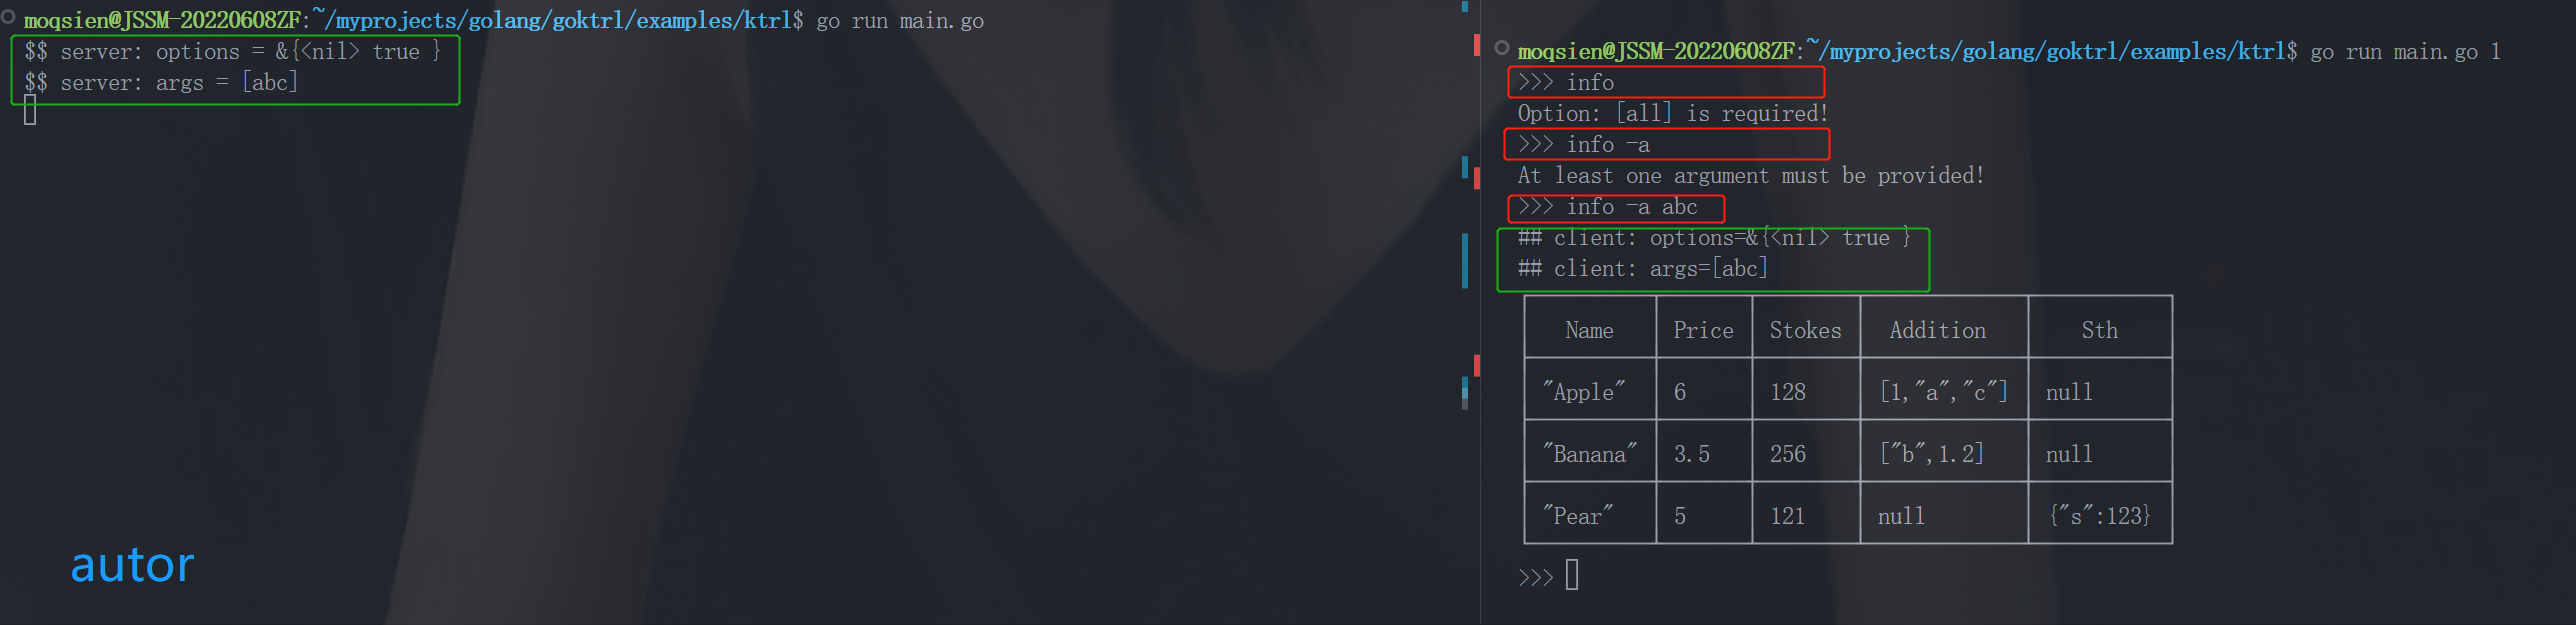 moqsien@JSSM-20220608ZF:~/myprojects/golang/goktrl/examples/ktrl$ go run main.go
$$ server: options = &{<nil> true }
$$ server: args = [abc]
autor
moqsien@JSSM-20220608ZF:~/myprojects/golang/goktrl/examples/ktrl$ go run main.go 1
>>> info
Option: [all] is required!
>>> info -a
At least one argument must be provided!
>>> info -a abc
## client: options=&{<nil> true }
## client: args=[abc]
Name Price Stokes Addition Sth
"Apple" 6 128 [1,"a","c"] null
"Banana" 3.5 256 ["b",1.2] null
"Pear" 5 121 null {"s":123}
>>>